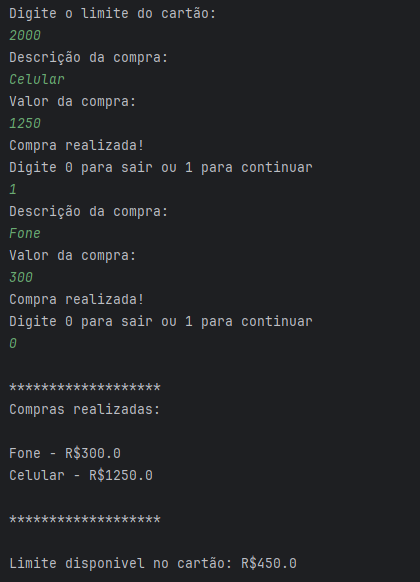 Digite o limite do cartão:
2000
Descrição da compra:
Celular
Valor da compra:
1250
Compra realizada!
Digite 0 para sair ou 1 para continuar
1
Descrição da compra:
Fone
Valor da compra:
300
Compra realizada!
Digite 0 para sair ou 1 para continuar
0
*******************
Compras realizadas:
Fone - R$300.0
Celular - R$1250.0
*******************
Limite disponivel no cartão: R$450.0